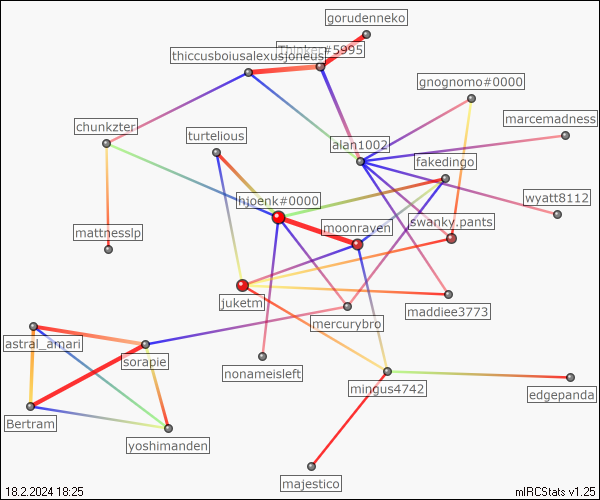 gorudenneko
Thinker#5995
thiccusboiusalexusjoneus
gnognomo#0000
marcemadness
chunkzter
turtelious
alan1002
fakedingo
hjoenk#0000
wyatt8112
mattnesslp
moonraven
swanky.pants
juketm
maddiee3773
mercurybro
astral_amari
sorapie
nonameisleft
mingus4742
edgepanda
Bertram
yoshimanden
majestico
18.2.2024 18:25
mIRCStats v1.25